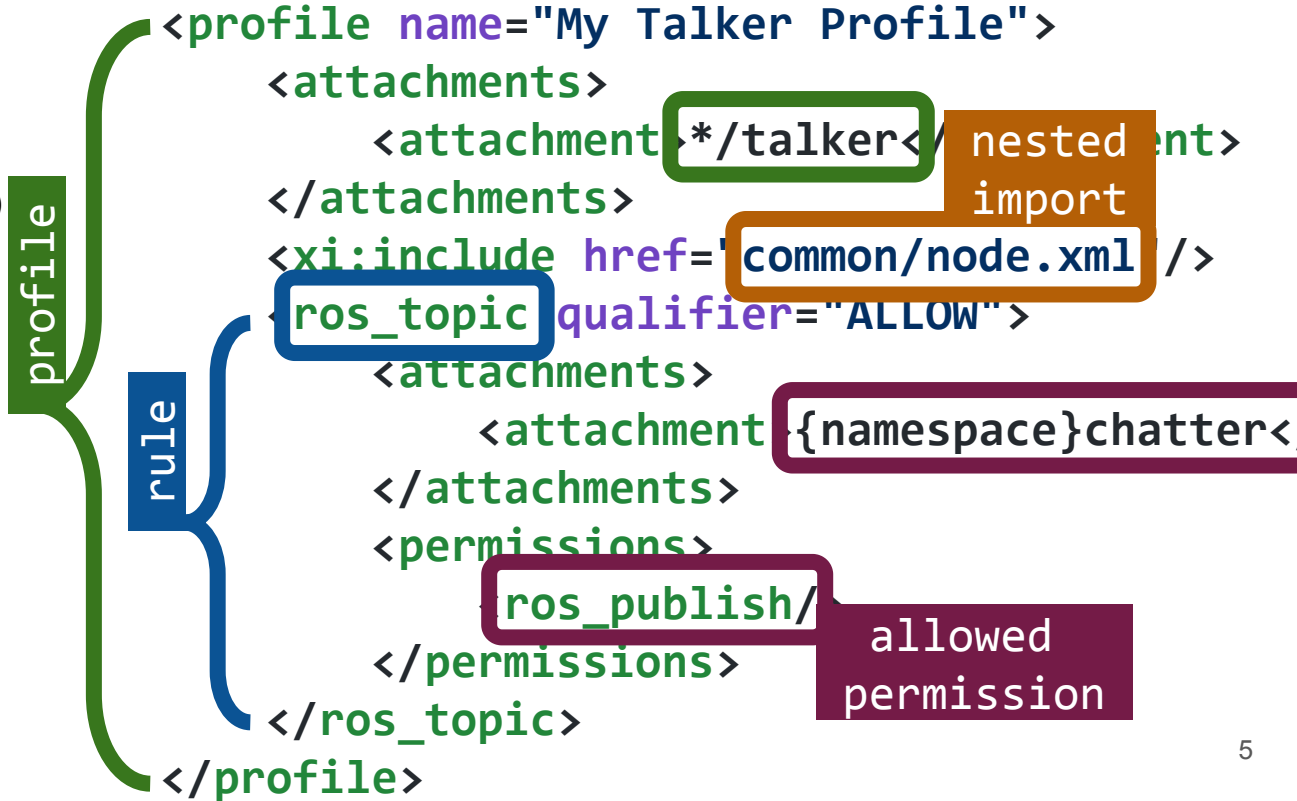 <profile name="My Talker Profile">
<attachments>
<attachment>*/talker</ent>
nested
import
</attachments>
<xi:include href="common/node.xml"/>
<ros_topic qualifier="ALLOW">
<attachments>
<attachment>{namespace}chatter</
</attachments>
<permissions>
<ros_publish/>
allowed
permission
</permissions>
</ros_topic>
</profile>
profile
rule
5